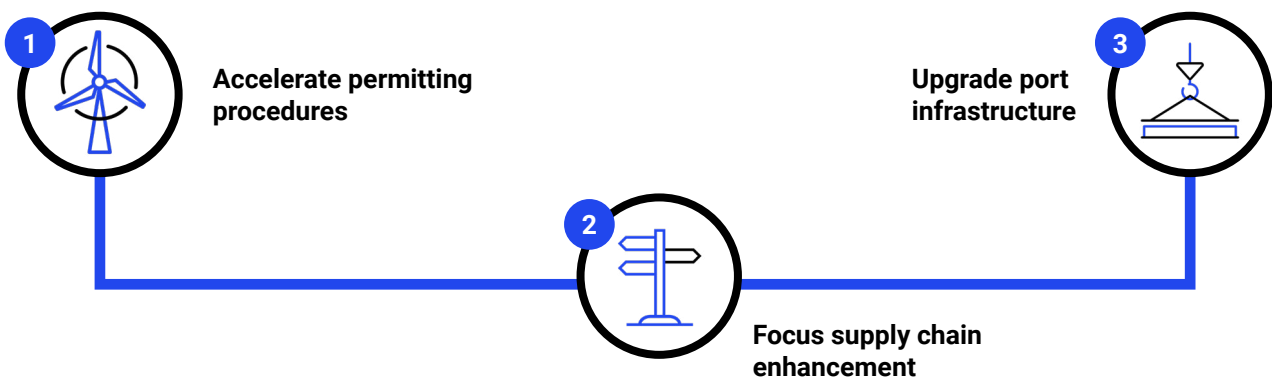 1
Accelerate permitting
procedures
2
Focus supply chain
enhancement
3
Upgrade port
infrastructure